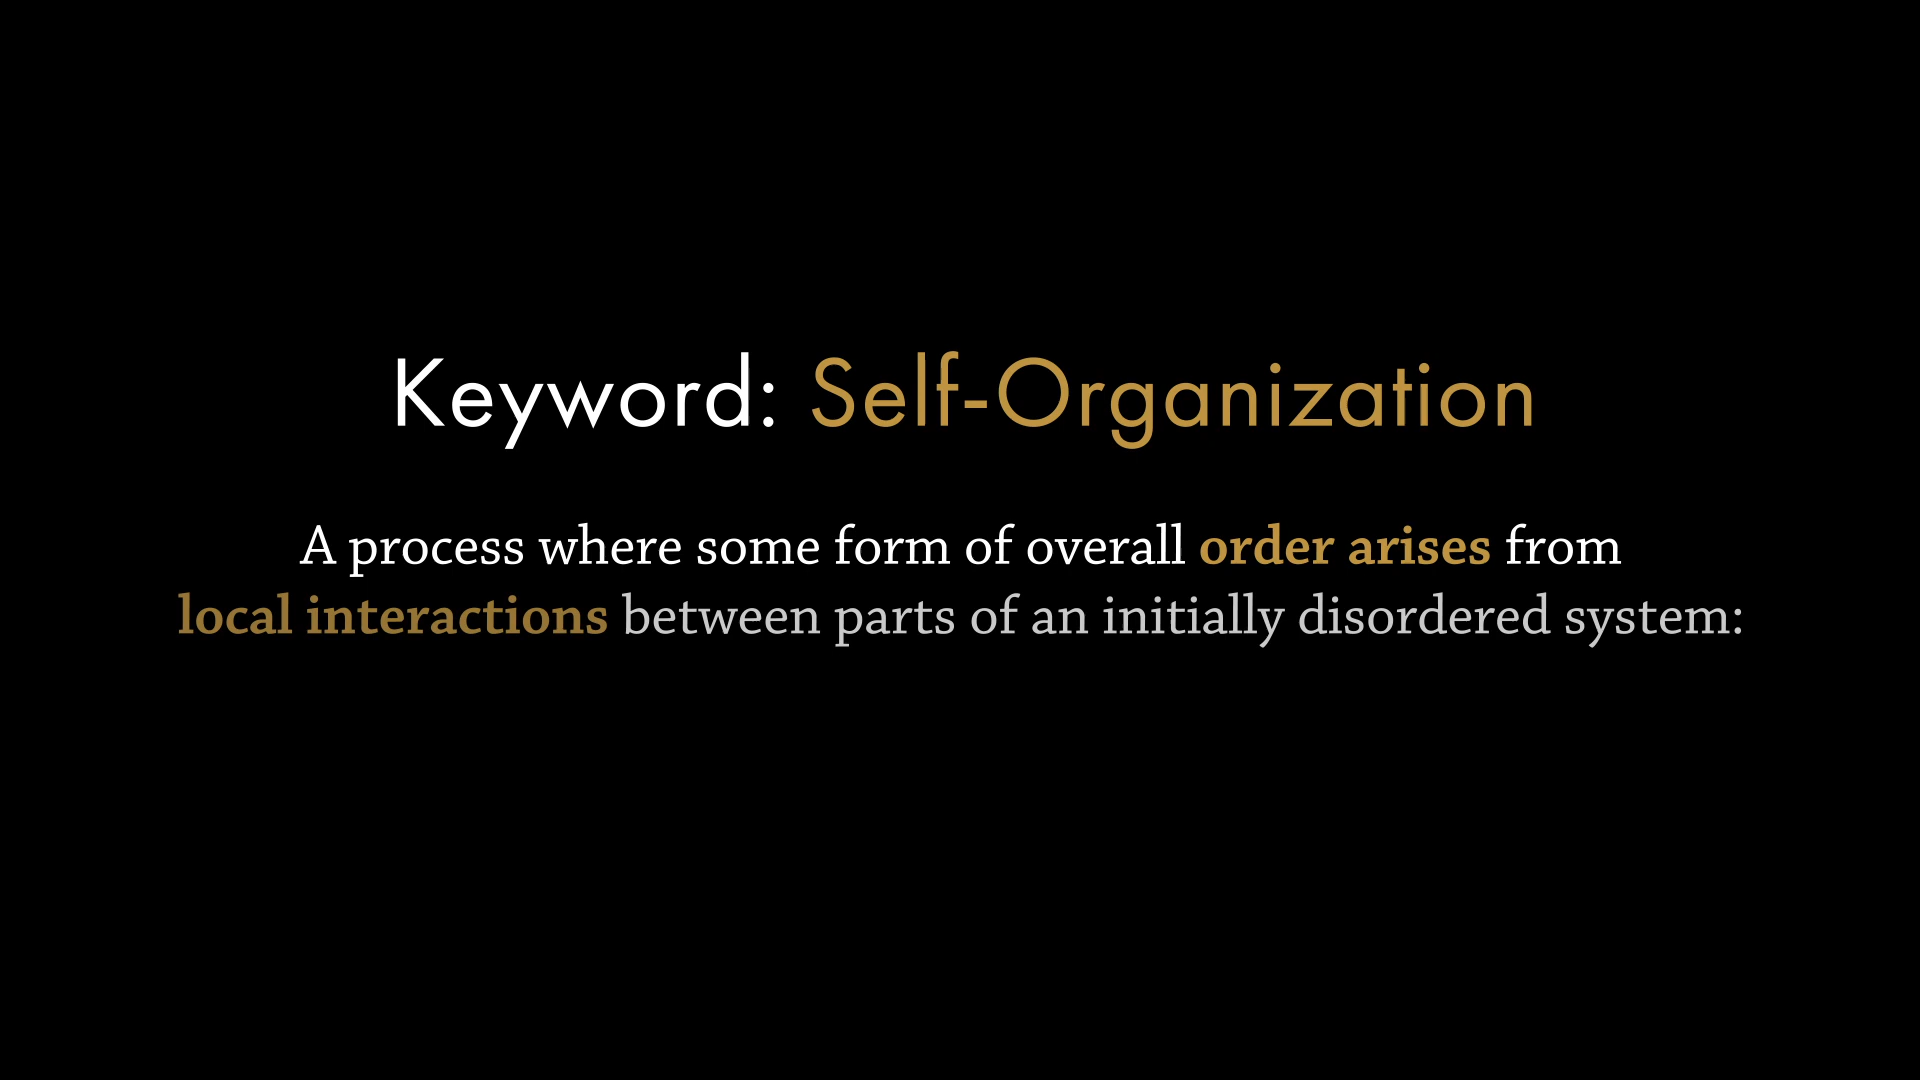 Keyword: Self-Organization
A process where some form of overall order arises from
local interactions between parts of an initially disordered system: